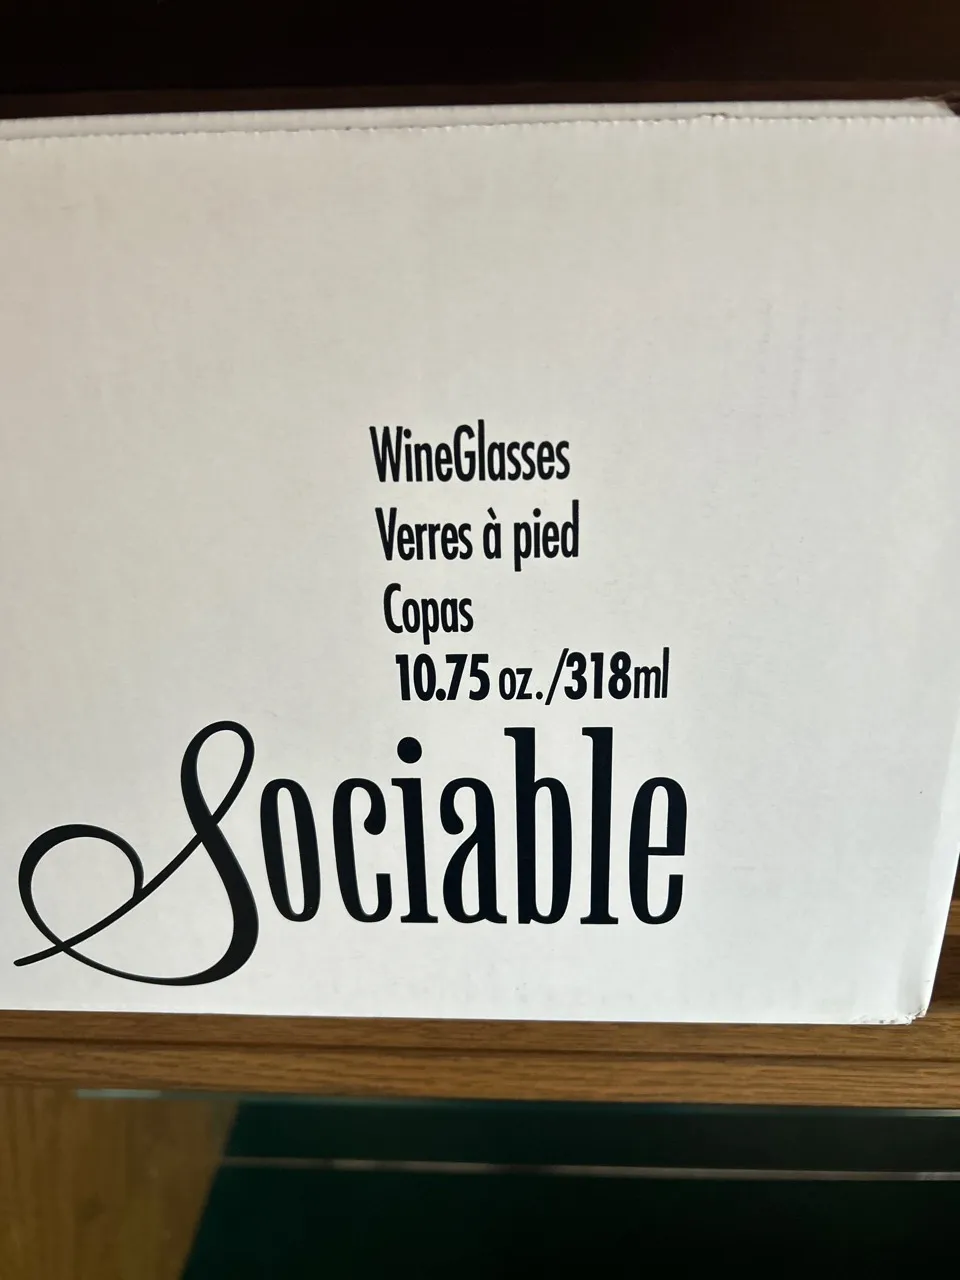 WineGlasses
Verres à pied
Copas
10.75 oz./318ml
Sociable